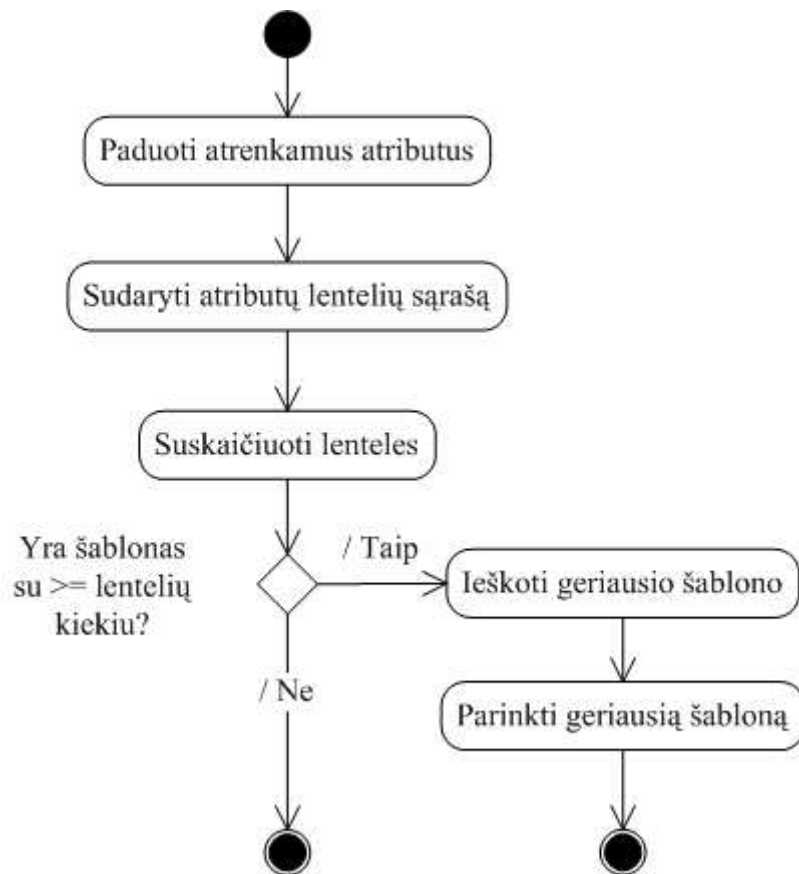 Paduoti atrenkamus atributus
Sudaryti atributų lentelių sąrašą
Suskaičiuoti lenteles
Yra šablonas
su >= lentelių
kiekiu?
/ Taip
Ieškoti geriausio šablono
/ Ne
Parinkti geriausią šabloną